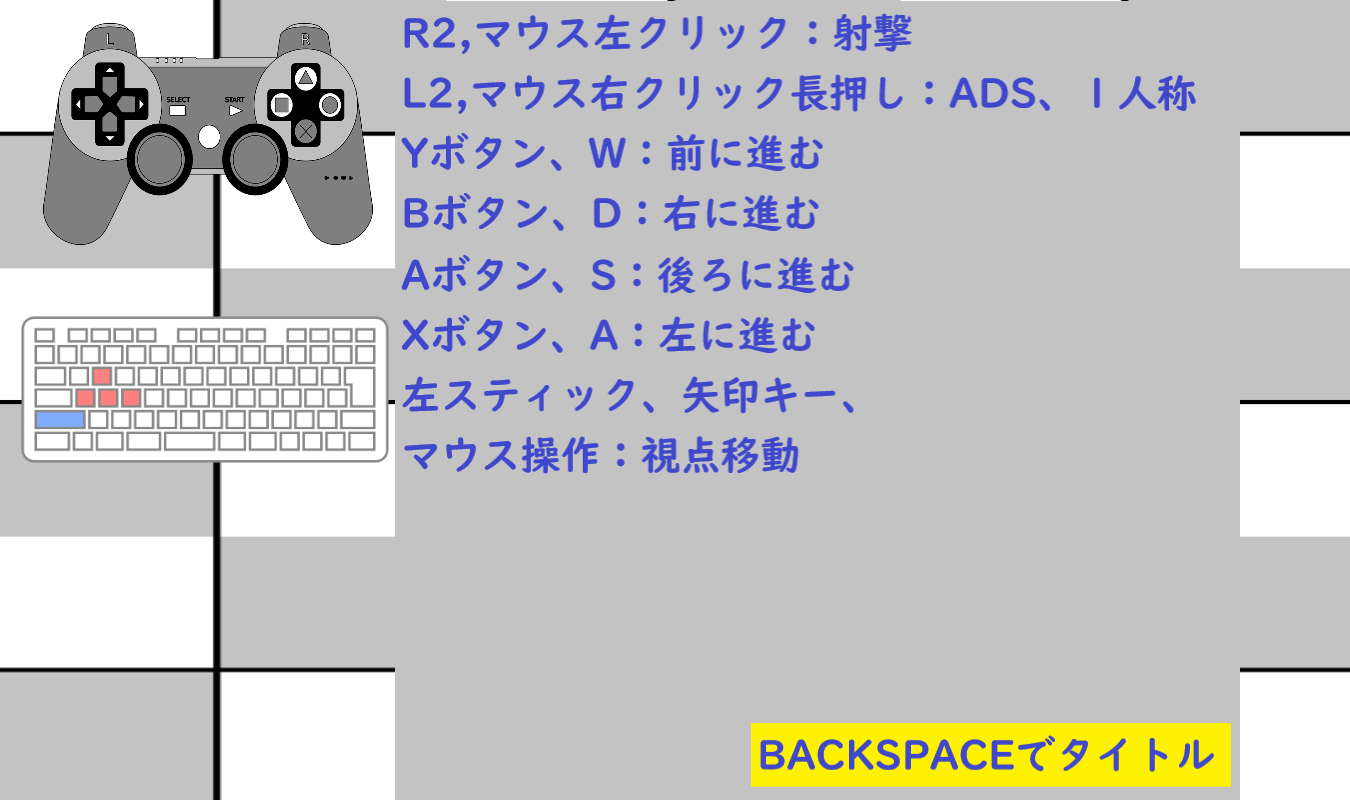 L
R
SELECT
START
R2,マウス左クリック：射撃
L2,マウス右クリック長押し：ADS、1人称
Yボタン、W：前に進む
Bボタン、D：右に進む
Aボタン、S：後ろに進む
Xボタン、A：左に進む
左スティック、矢印キー、
マウス操作：視点移動
BACKSPACEでタイトル